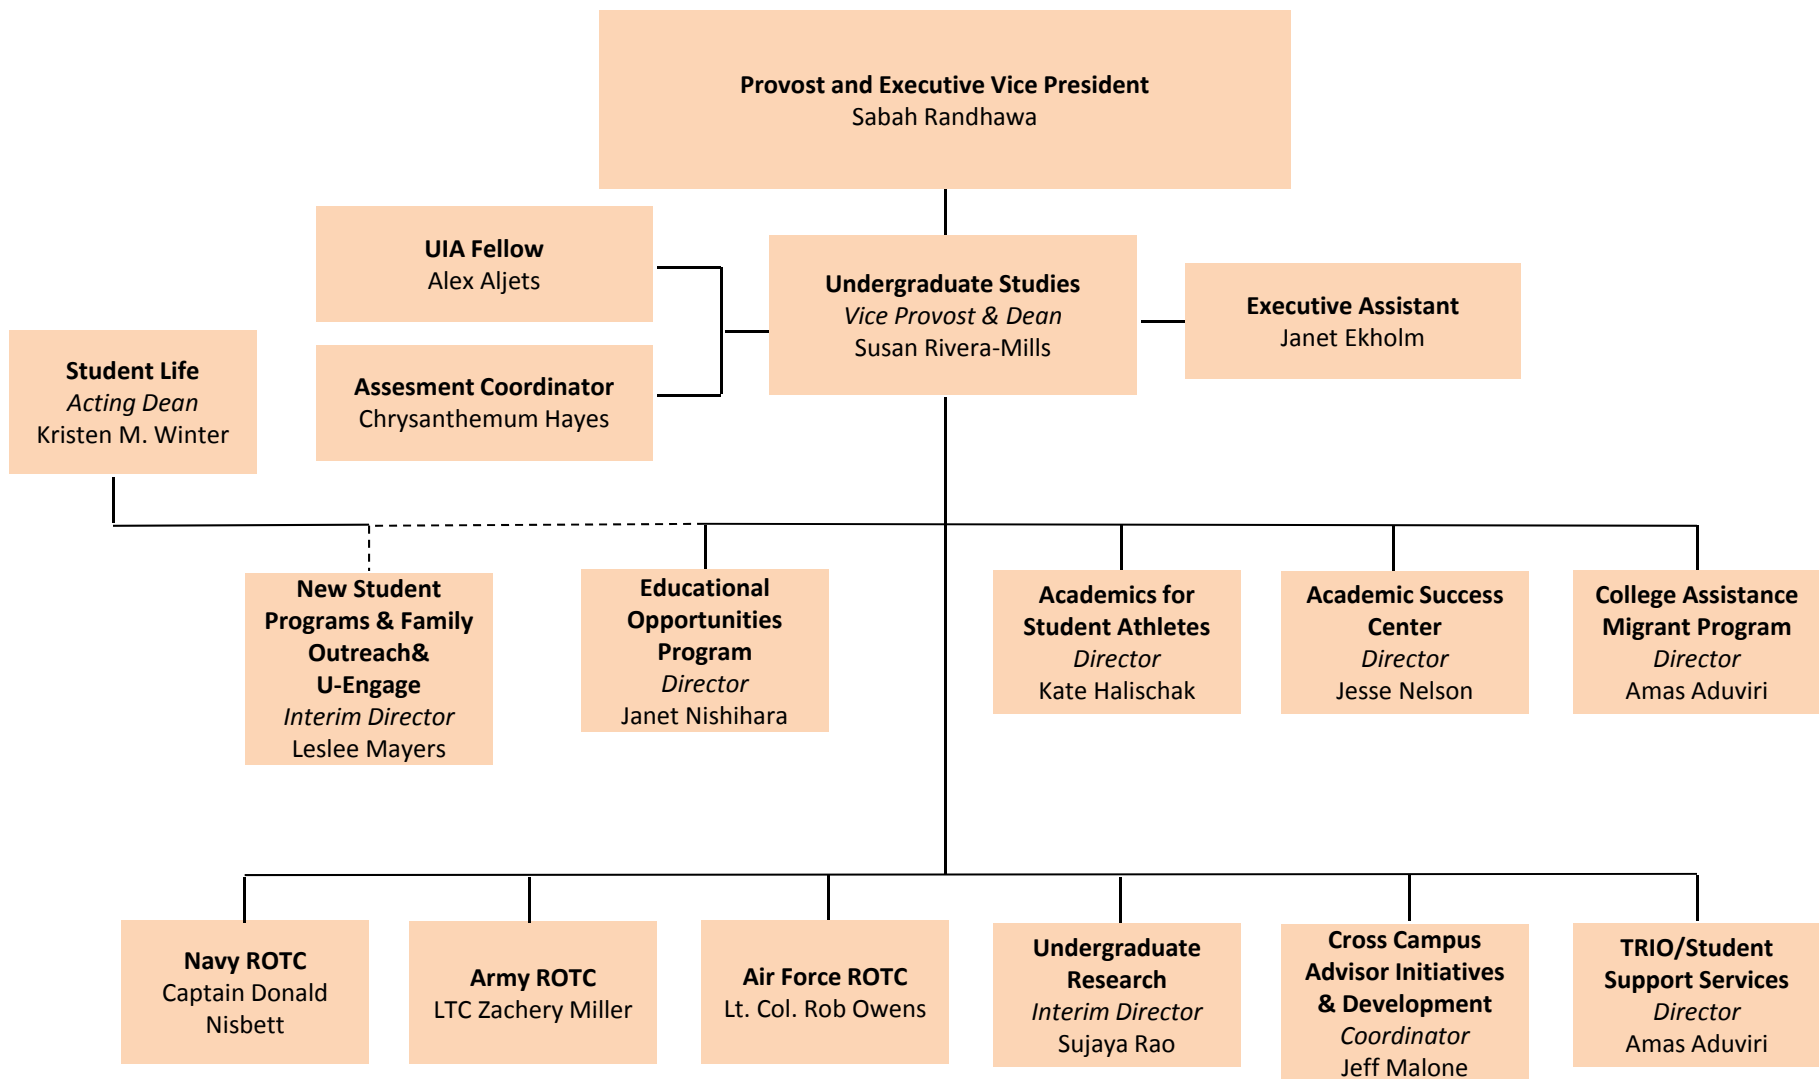 Provost and Executive Vice President
Sabah Randhawa
UIA Fellow
Alex Aljets
Undergraduate Studies
Vice Provost & Dean
Susan Rivera-Mills
Executive Assistant
Janet Ekholm
Student Life
Acting Dean
Kristen M. Winter
Assesment Coordinator
Chrysanthemum Hayes
New Student
Programs & Family
Outreach&
U-Engage
Interim Director
Leslee Mayers
Educational
Opportunities
Program
Director
Janet Nishihara
Academics for
Student Athletes
Director
Kate Halischak
Academic Success
Center
Director
Jesse Nelson
College Assistance
Migrant Program
Director
Amas Aduviri
Navy ROTC
Captain Donald
Nisbett
Army ROTC
LTC Zachery Miller
Air Force ROTC
Lt. Col. Rob Owens
Undergraduate
Research
Interim Director
Sujaya Rao
Cross Campus
Advisor Initiatives
& Development
Coordinator
Jeff Malone
TRIO/Student
Support Services
Director
Amas Aduviri